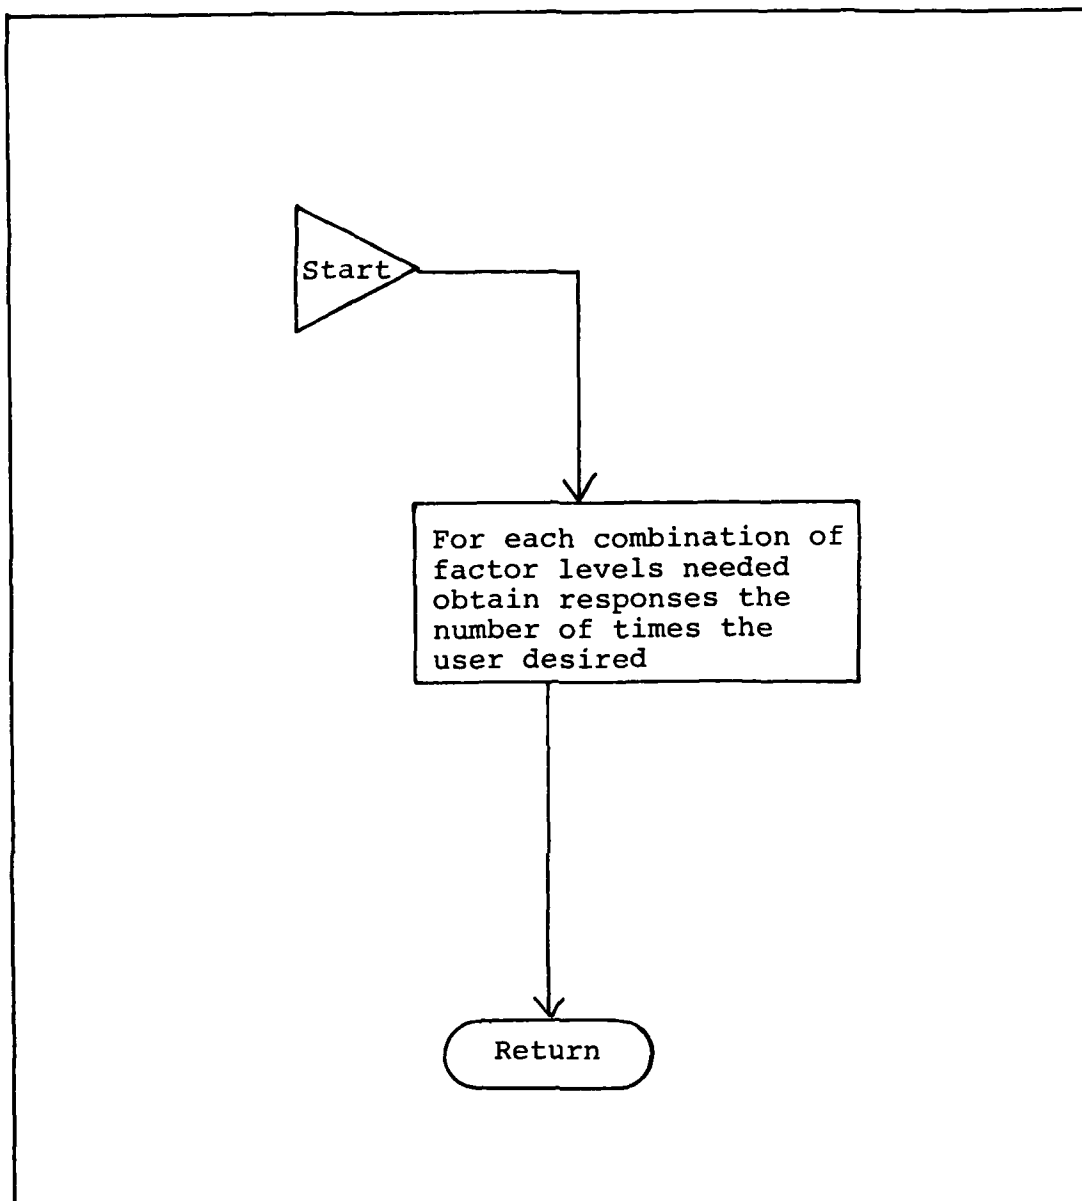 Start
For each combination of
factor levels needed
obtain responses the
number of times the
user desired
Return